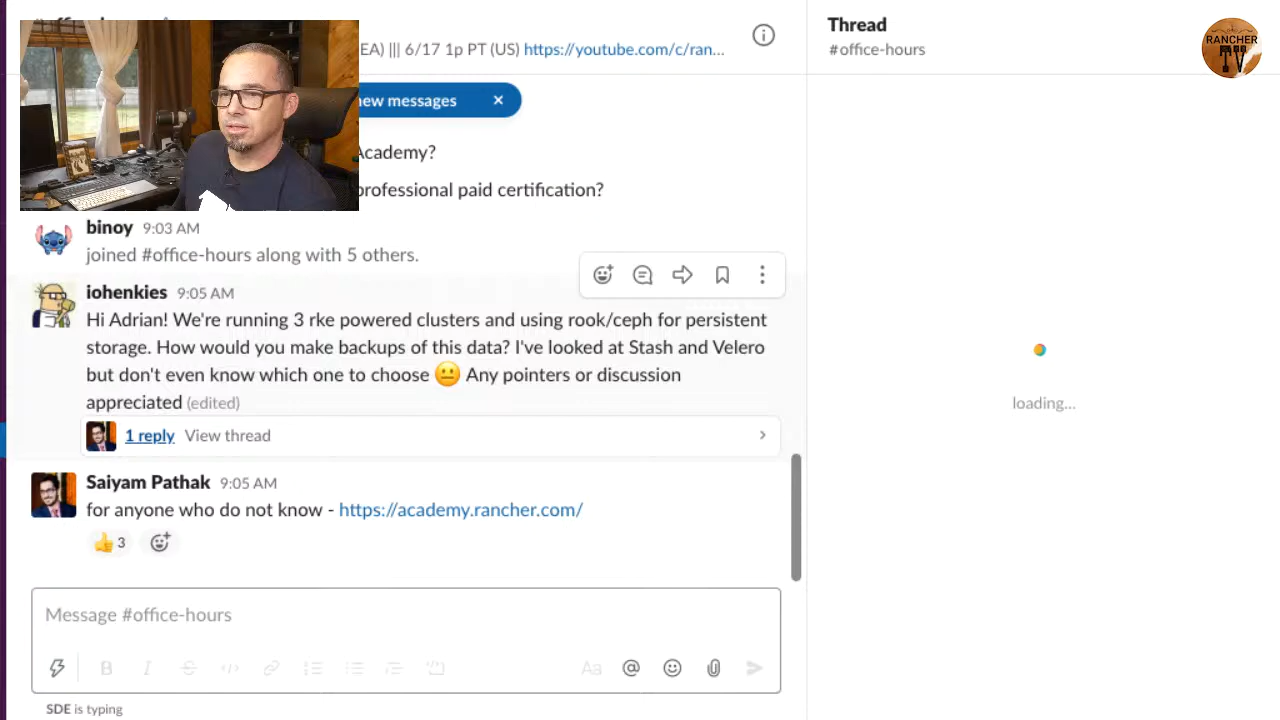 EA) ||| 6/17 1p PT (US) https://youtube.com/c/ran...
new messages
Academy?
professional paid certification?
binoy 9:03 AM
joined #office-hours along with 5 others.
iohenkies 9:05 AM
Hi Adrian! We're running 3 rke powered clusters and using rook/ceph for persistent
storage. How would you make backups of this data? I've looked at Stash and Velero
but don't even know which one to choose 😐 Any pointers or discussion
appreciated (edited)
1 reply View thread
Saiyam Pathak 9:05 AM
for anyone who do not know - https://academy.rancher.com/
👍 3
Message #office-hours
B I S </> Aa @
SDE is typing
Thread
#office-hours
RANCHER
TV
loading...